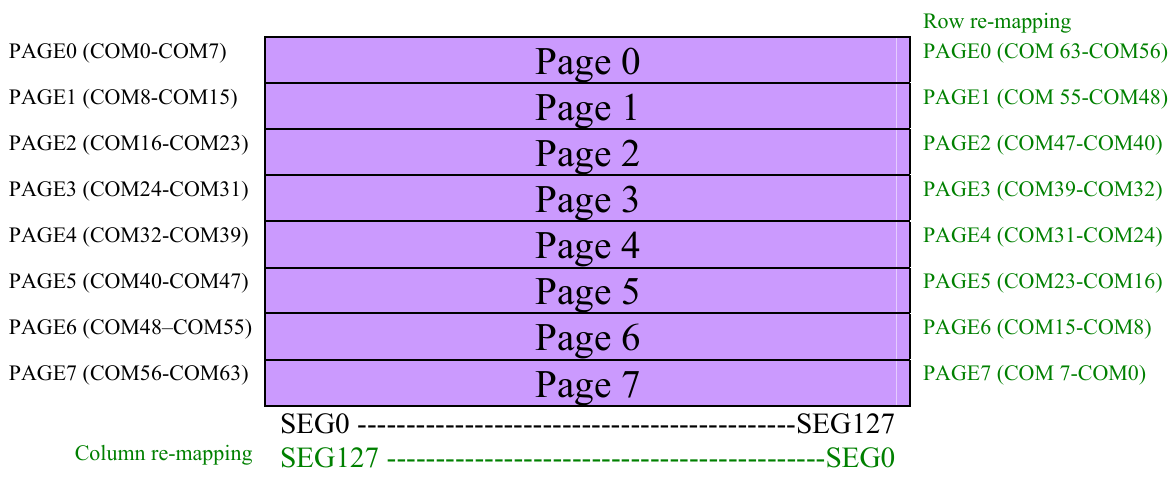 Row re-mapping
PAGE0 (COM0-COM7) Page 0 PAGE0 (COM 63-COM56)
PAGE1 (COM8-COM15) Page 1 PAGE1 (COM 55-COM48)
PAGE2 (COM16-COM23) Page 2 PAGE2 (COM47-COM40)
PAGE3 (COM24-COM31) Page 3 PAGE3 (COM39-COM32)
PAGE4 (COM32-COM39) Page 4 PAGE4 (COM31-COM24)
PAGE5 (COM40-COM47) Page 5 PAGE5 (COM23-COM16)
PAGE6 (COM48–COM55) Page 6 PAGE6 (COM15-COM8)
PAGE7 (COM56-COM63) Page 7 PAGE7 (COM 7-COM0)
SEG0 ---------------------------------------------SEG127
Column re-mapping SEG127 ---------------------------------------------SEG0